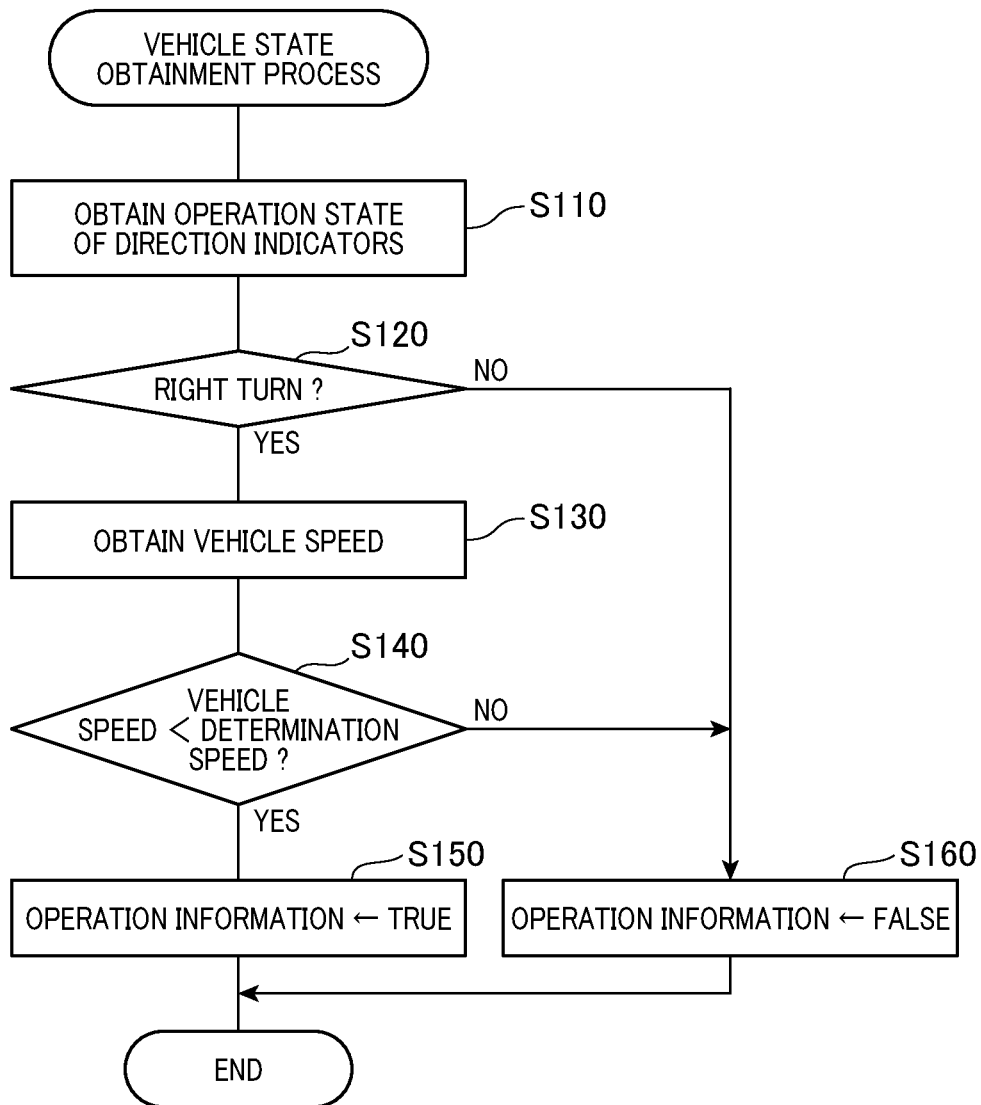 VEHICLE STATE
OBTAINMENT PROCESS
OBTAIN OPERATION STATE
OF DIRECTION INDICATORS
S110
S120
RIGHT TURN ?
NO
YES
OBTAIN VEHICLE SPEED
S130
S140
VEHICLE
SPEED < DETERMINATION
SPEED ?
NO
YES
S150
OPERATION INFORMATION ← TRUE
S160
OPERATION INFORMATION ← FALSE
END